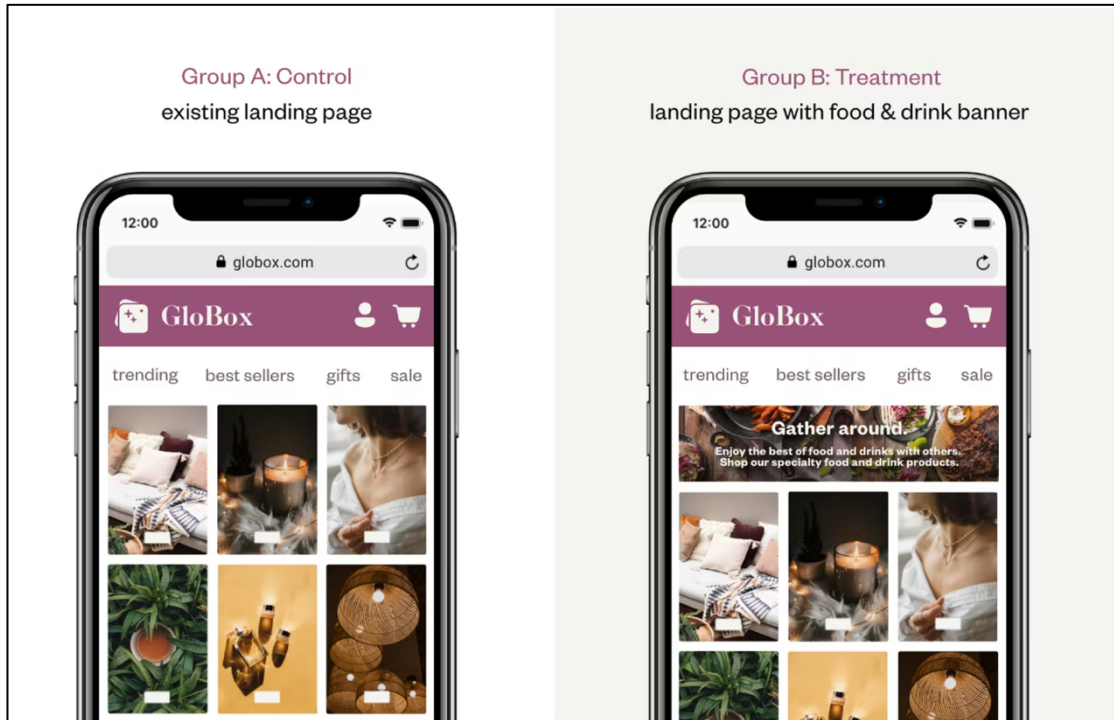 Group A: Control
existing landing page
12:00
globox.com
GloBox
trending best sellers gifts sale
Group B: Treatment
landing page with food & drink banner
12:00
globox.com
GloBox
trending best sellers gifts sale
Gather around.
Enjoy the best of food and drinks with others.
Shop our specialty food and drink products.